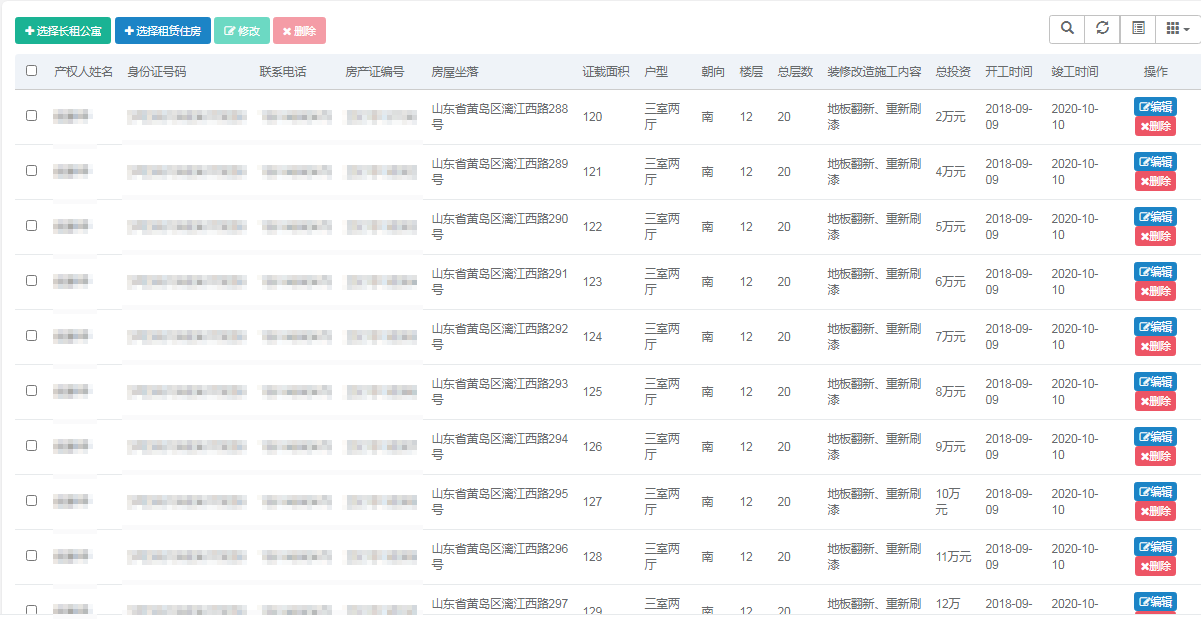 选择长租公寓 选择租赁住房 修改 删除
产权人姓名 身份证号码 联系电话 房产证编号 房屋坐落 证载面积 户型 朝向 楼层 总层数 装修改造施工内容 总投资 开工时间 竣工时间 操作
山东省黄岛区漓江西路288 三室两 地板翻新、重新刷 2018-09- 2020-10- 编辑
120 南 12 20 2万元
号 厅 漆 09 10 删除
山东省黄岛区漓江西路289 三室两 地板翻新、重新刷 2018-09- 2020-10- 编辑
121 南 12 20 4万元
号 厅 漆 09 10 删除
山东省黄岛区漓江西路290 三室两 地板翻新、重新刷 2018-09- 2020-10- 编辑
122 南 12 20 5万元
号 厅 漆 09 10 删除
山东省黄岛区漓江西路291 三室两 地板翻新、重新刷 2018-09- 2020-10- 编辑
123 南 12 20 6万元
号 厅 漆 09 10 删除
山东省黄岛区漓江西路292 三室两 地板翻新、重新刷 2018-09- 2020-10- 编辑
124 南 12 20 7万元
号 厅 漆 09 10 删除
山东省黄岛区漓江西路293 三室两 地板翻新、重新刷 2018-09- 2020-10- 编辑
125 南 12 20 8万元
号 厅 漆 09 10 删除
山东省黄岛区漓江西路294 三室两 地板翻新、重新刷 2018-09- 2020-10- 编辑
126 南 12 20 9万元
号 厅 漆 09 10 删除
山东省黄岛区漓江西路295 三室两 地板翻新、重新刷 10万 2018-09- 2020-10- 编辑
127 南 12 20
号 厅 漆 元 09 10 删除
山东省黄岛区漓江西路296 三室两 地板翻新、重新刷 2018-09- 2020-10- 编辑
128 南 12 20 11万元
号 厅 漆 09 10 删除
山东省黄岛区漓江西路297 三室两 地板翻新、重新刷 12万 2018-09- 2020-10- 编辑
129 南 12 20